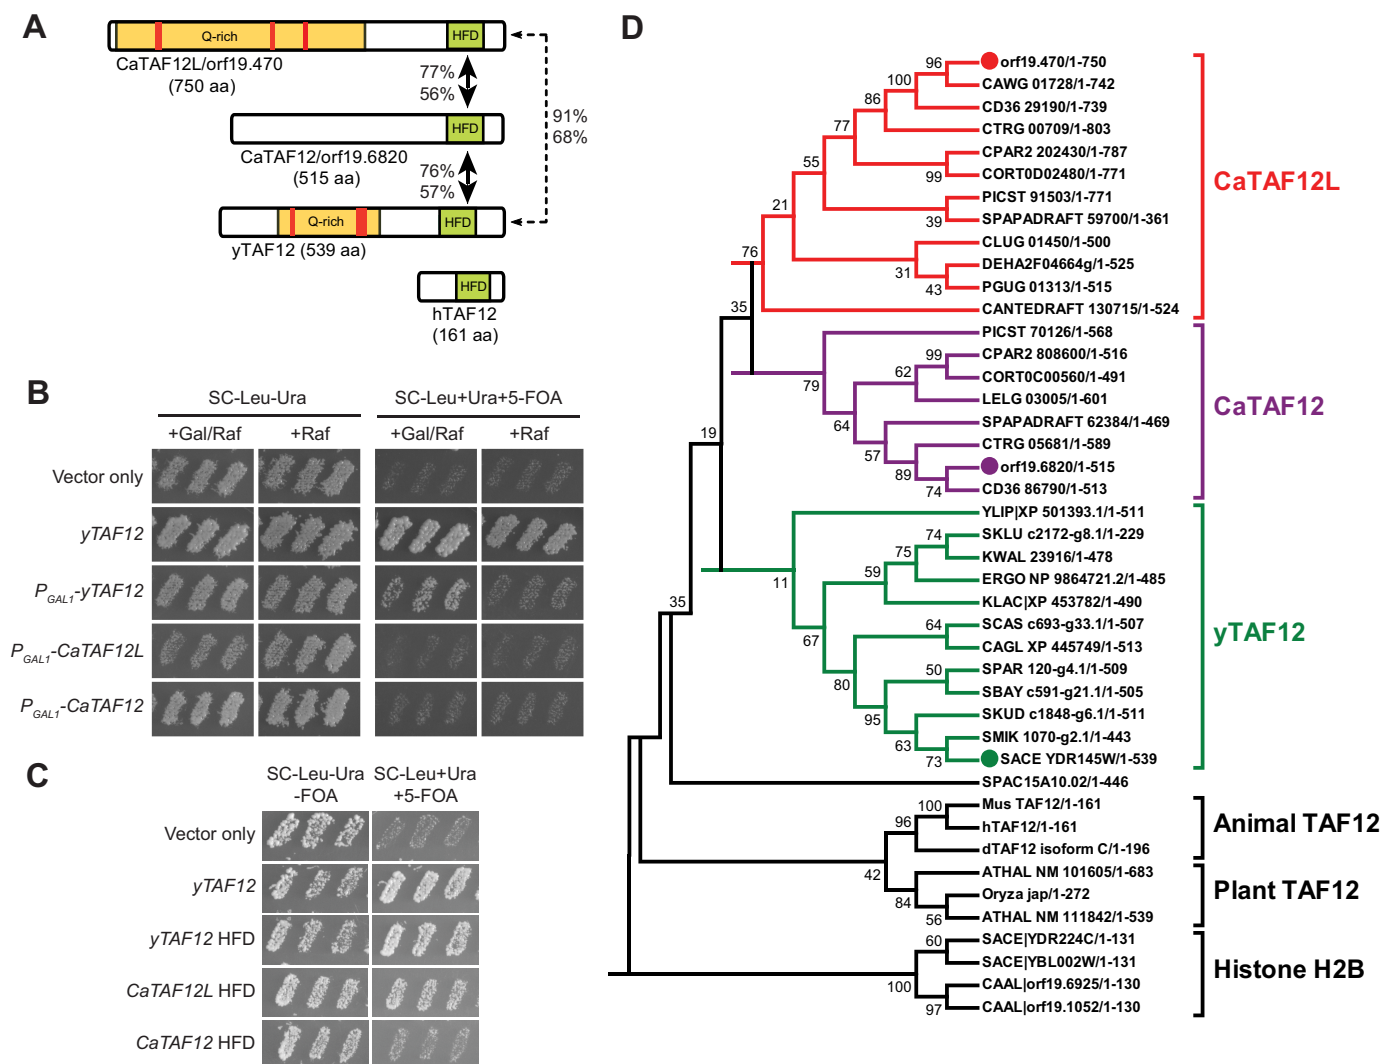 A
Q-rich
HFD
CaTAF12L/orf19.470
(750 aa)
77%
56%
91%
68%
HFD
CaTAF12/orf19.6820
(515 aa)
76%
57%
Q-rich
HFD
yTAF12 (539 aa)
HFD
hTAF12
(161 aa)
B
SC-Leu-Ura
SC-Leu+Ura+5-FOA
+Gal/Raf
+Raf
+Gal/Raf
+Raf
Vector only
yTAF12
PGAL1-yTAF12
PGAL1-CaTAF12L
PGAL1-CaTAF12
C
SC-Leu-Ura
-FOA
SC-Leu+Ura
+5-FOA
Vector only
yTAF12
yTAF12 HFD
CaTAF12L HFD
CaTAF12 HFD
D
96
orf19.470/1-750
100
CAWG 01728/1-742
86
CD36 29190/1-739
77
CTRG 00709/1-803
CPAR2 202430/1-787
55
99
CORT0D02480/1-771
21
PICST 91503/1-771
39
SPAPADRAFT 59700/1-361
76
CLUG 01450/1-500
31
DEHA2F04664g/1-525
43
PGUG 01313/1-515
35
CANTEDRAFT 130715/1-524
CaTAF12L
PICST 70126/1-568
79
99
CPAR2 808600/1-516
62
CORT0C00560/1-491
LELG 03005/1-601
64
SPAPADRAFT 62384/1-469
57
CTRG 05681/1-589
89
orf19.6820/1-515
74
CD36 86790/1-513
CaTAF12
19
YLIP|XP 501393.1/1-511
11
74
SKLU c2172-g8.1/1-229
75
KWAL 23916/1-478
59
ERGO NP 9864721.2/1-485
KLAC|XP 453782/1-490
67
64
SCAS c693-g33.1/1-507
CAGL XP 445749/1-513
80
50
SPAR 120-g4.1/1-509
SBAY c591-g21.1/1-505
95
SKUD c1848-g6.1/1-511
63
SMIK 1070-g2.1/1-443
73
SACE YDR145W/1-539
yTAF12
35
SPAC15A10.02/1-446
100
Mus TAF12/1-161
96
hTAF12/1-161
dTAF12 isoform C/1-196
Animal TAF12
42
ATHAL NM 101605/1-683
84
Oryza jap/1-272
56
ATHAL NM 111842/1-539
Plant TAF12
60
SACE|YDR224C/1-131
SACE|YBL002W/1-131
100
CAAL|orf19.6925/1-130
97
CAAL|orf19.1052/1-130
Histone H2B